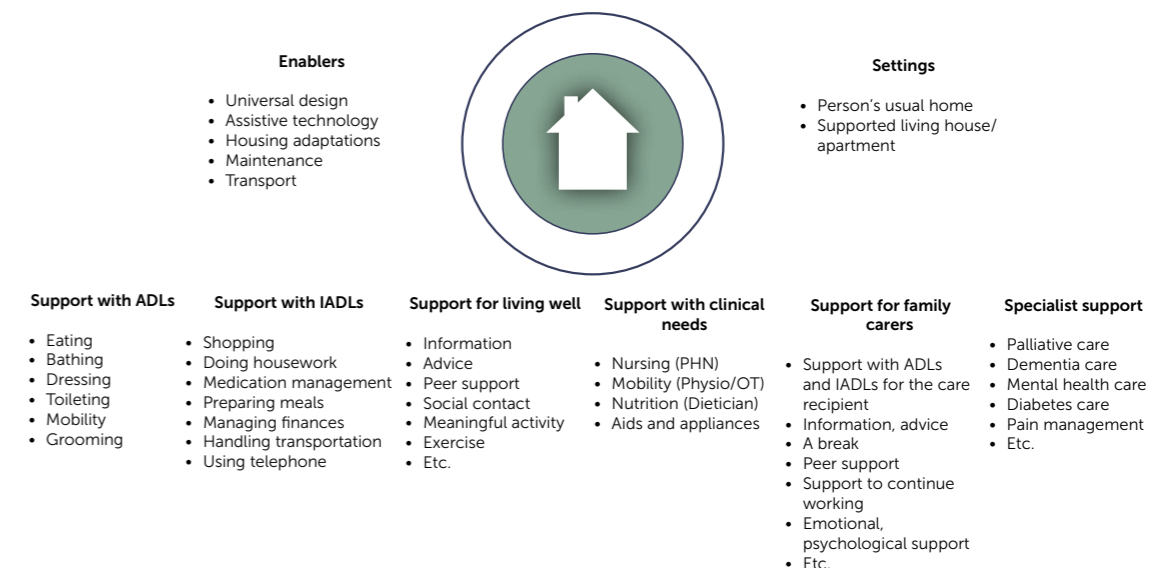 Enablers
• Universal design
• Assistive technology
• Housing adaptations
• Maintenance
• Transport
Settings
• Person's usual home
• Supported living house/
apartment
Support with ADLs
• Eating
• Bathing
• Dressing
• Toileting
• Mobility
• Grooming
Support with IADLs
• Shopping
• Doing housework
• Medication management
• Preparing meals
• Managing finances
• Handling transportation
• Using telephone
Support for living well
• Information
• Advice
• Peer support
• Social contact
• Meaningful activity
• Exercise
• Etc.
Support with clinical
needs
• Nursing (PHN)
• Mobility (Physio/OT)
• Nutrition (Dietician)
• Aids and appliances
Support for family
carers
• Support with ADLs
and IADLs for the care
recipient
• Information, advice
• A break
• Peer support
• Support to continue
working
• Emotional,
psychological support
• Etc.
Specialist support
• Palliative care
• Dementia care
• Mental health care
• Diabetes care
• Pain management
• Etc.